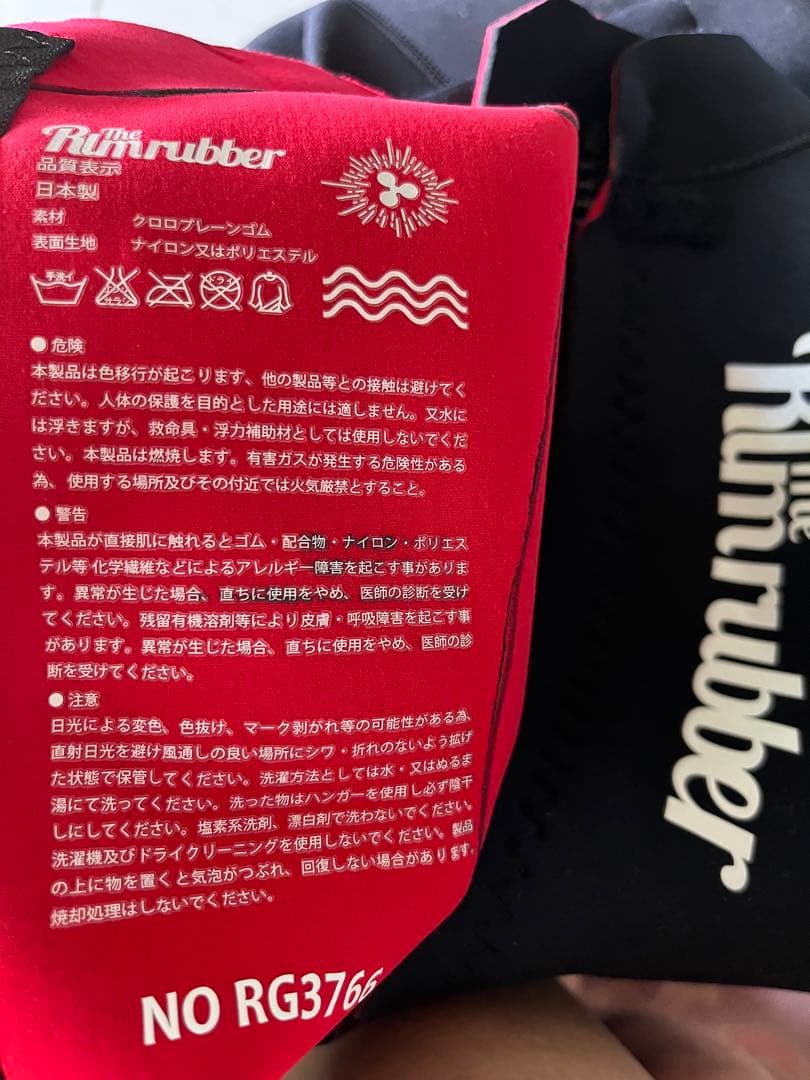 The Rumrubber
品質表示
日本製
素材 クロロプレーンゴム
表面生地 ナイロン又はポリエステル
手洗イ
ドライ
●危険
本製品は色移行が起こります、他の製品等との接触は避けてく
ださい。人体の保護を目的とした用途には適しません。又水に
は浮きますが、救命具・浮力補助材としては使用しないでくだ
さい。本製品は燃焼します。有害ガスが発生する危険性がある
為、使用する場所及びその付近では火気厳禁とすること。
●警告
本製品が直接肌に触れるとゴム・配合物・ナイロン・ポリエス
テル等 化学繊維などによるアレルギー障害を起こす事がありま
す。異常が生じた場合、直ちに使用をやめ、医師の診断を受け
てください。残留有機溶剤等により皮膚・呼吸障害を起こす事
があります。異常が生じた場合、直ちに使用をやめ、医師の診
断を受けてください。
●注意
日光による変色、色抜け、マーク剥がれ等の可能性がある為、
直射日光を避け風通しの良い場所にシワ・折れのないよう拡げ
た状態で保管してください。洗濯方法としては水・又はぬるま
湯にて洗ってください。洗った物はハンガーを使用し必ず陰干
しにしてください。塩素系洗剤、漂白剤で洗わないでください。
洗濯機及びドライクリーニングを使用しないでください。製品
の上に物を置くと気泡がつぶれ、回復しない場合があります。
焼却処理はしないでください。
NO RG3766
The Rumrubber